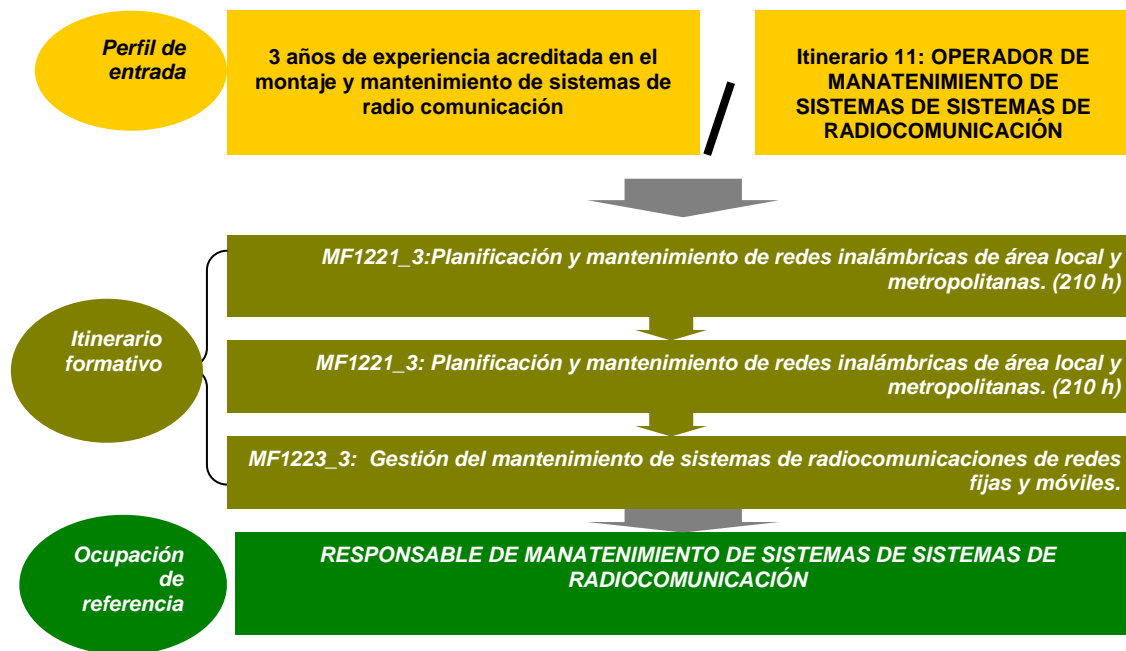 Perfil de
entrada
3 años de experiencia acreditada en el
montaje y mantenimiento de sistemas de
radio comunicación
Itinerario 11: OPERADOR DE
MANATENIMIENTO DE
SISTEMAS DE SISTEMAS DE
RADIOCOMUNICACIÓN
Itinerario
formativo
MF1221_3:Planificación y mantenimiento de redes inalámbricas de área local y
metropolitanas. (210 h)
MF1221_3: Planificación y mantenimiento de redes inalámbricas de área local y
metropolitanas. (210 h)
MF1223_3: Gestión del mantenimiento de sistemas de radiocomunicaciones de redes
fijas y móviles.
Ocupación
de
referencia
RESPONSABLE DE MANATENIMIENTO DE SISTEMAS DE SISTEMAS DE
RADIOCOMUNICACIÓN